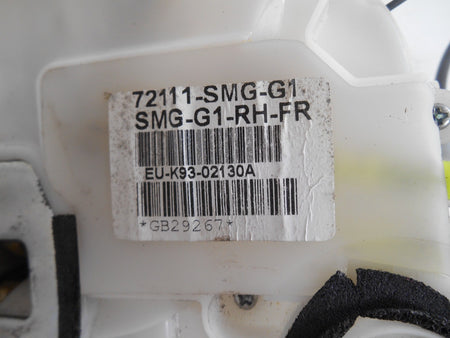 72111-SMG-G1
SMG-G1-RH-FR
EU-K93-02130A
*GB29267*